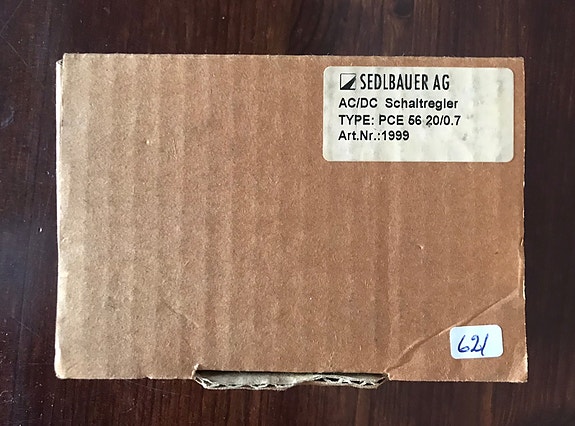 SEDLBAUER AG
AC/DC Schaltregler
TYPE: PCE 56 20/0.7
Art.Nr.:1999
621